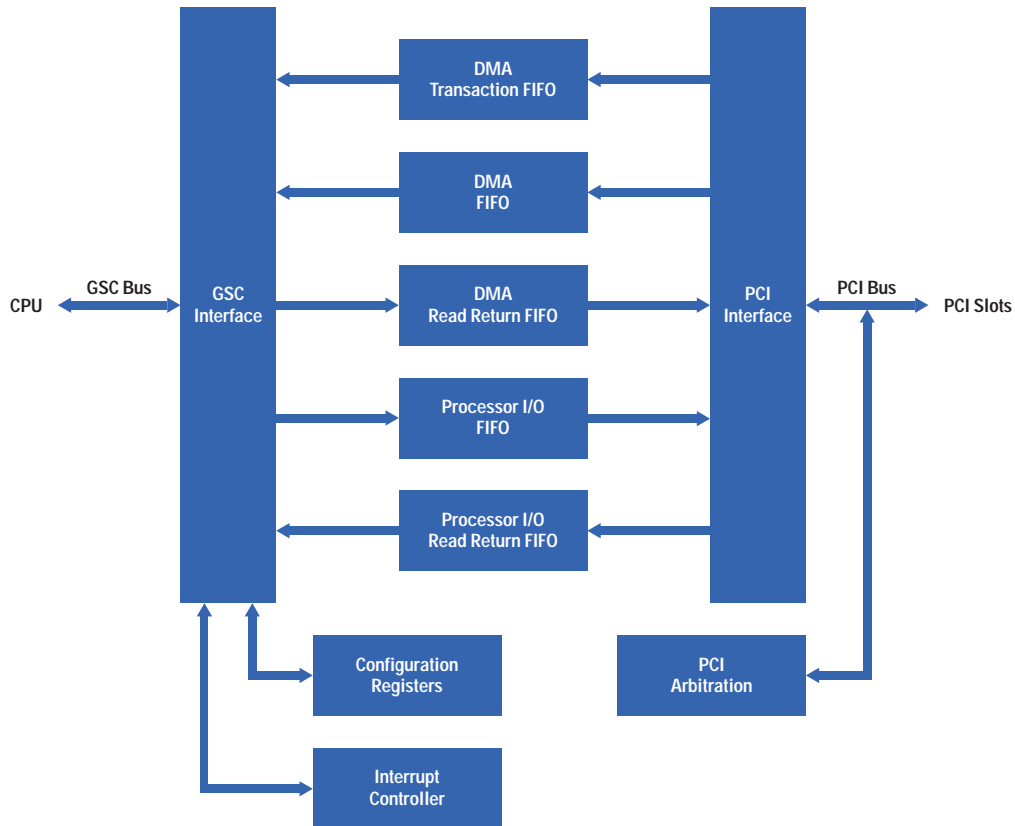 DMA
Transaction FIFO
DMA
FIFO
CPU
GSC Bus
GSC
Interface
DMA
Read Return FIFO
PCI
Interface
PCI Bus
PCI Slots
Processor I/O
FIFO
Processor I/O
Read Return FIFO
Configuration
Registers
PCI
Arbitration
Interrupt
Controller